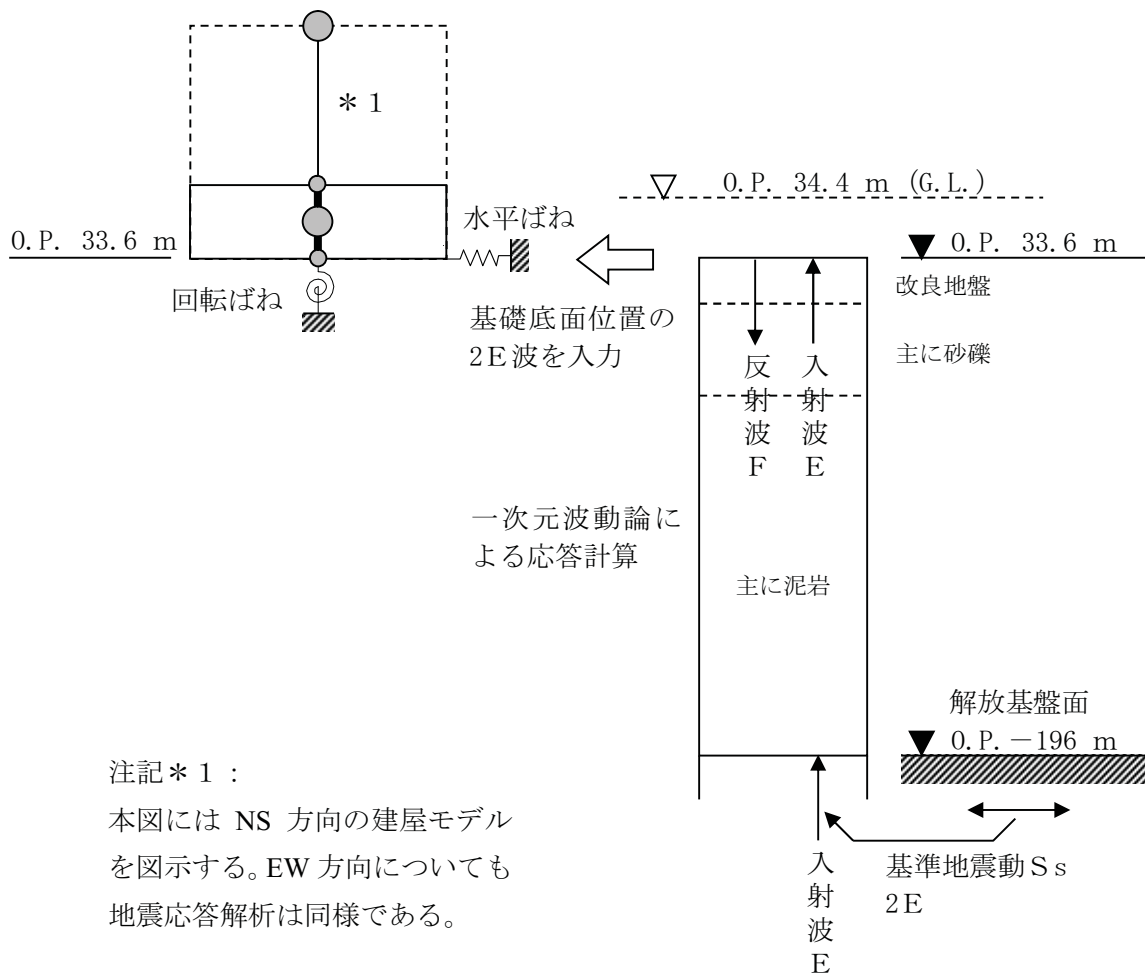 ＊1
O.P. 34.4 m (G.L.)
水平ばね
O.P. 33.6 m
O.P. 33.6 m
回転ばね
改良地盤
基礎底面位置の
2E波を入力
主に砂礫
反射波F
入射波E
一次元波動論に
よる応答計算
主に泥岩
解放基盤面
O.P.－196 m
注記＊1：
本図には NS 方向の建屋モデル
を図示する。EW 方向についても
地震応答解析は同様である。
入射波E
基準地震動Ｓｓ
2E